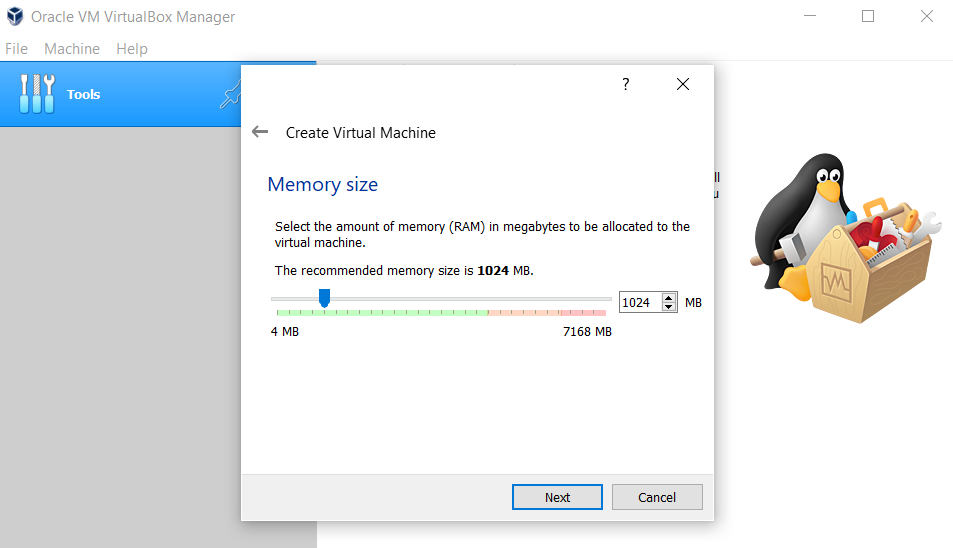 Oracle VM VirtualBox Manager
File Machine Help
Tools
?
Create Virtual Machine
Memory size
Select the amount of memory (RAM) in megabytes to be allocated to the
virtual machine.
The recommended memory size is 1024 MB.
1024 MB
4 MB 7168 MB
Next Cancel